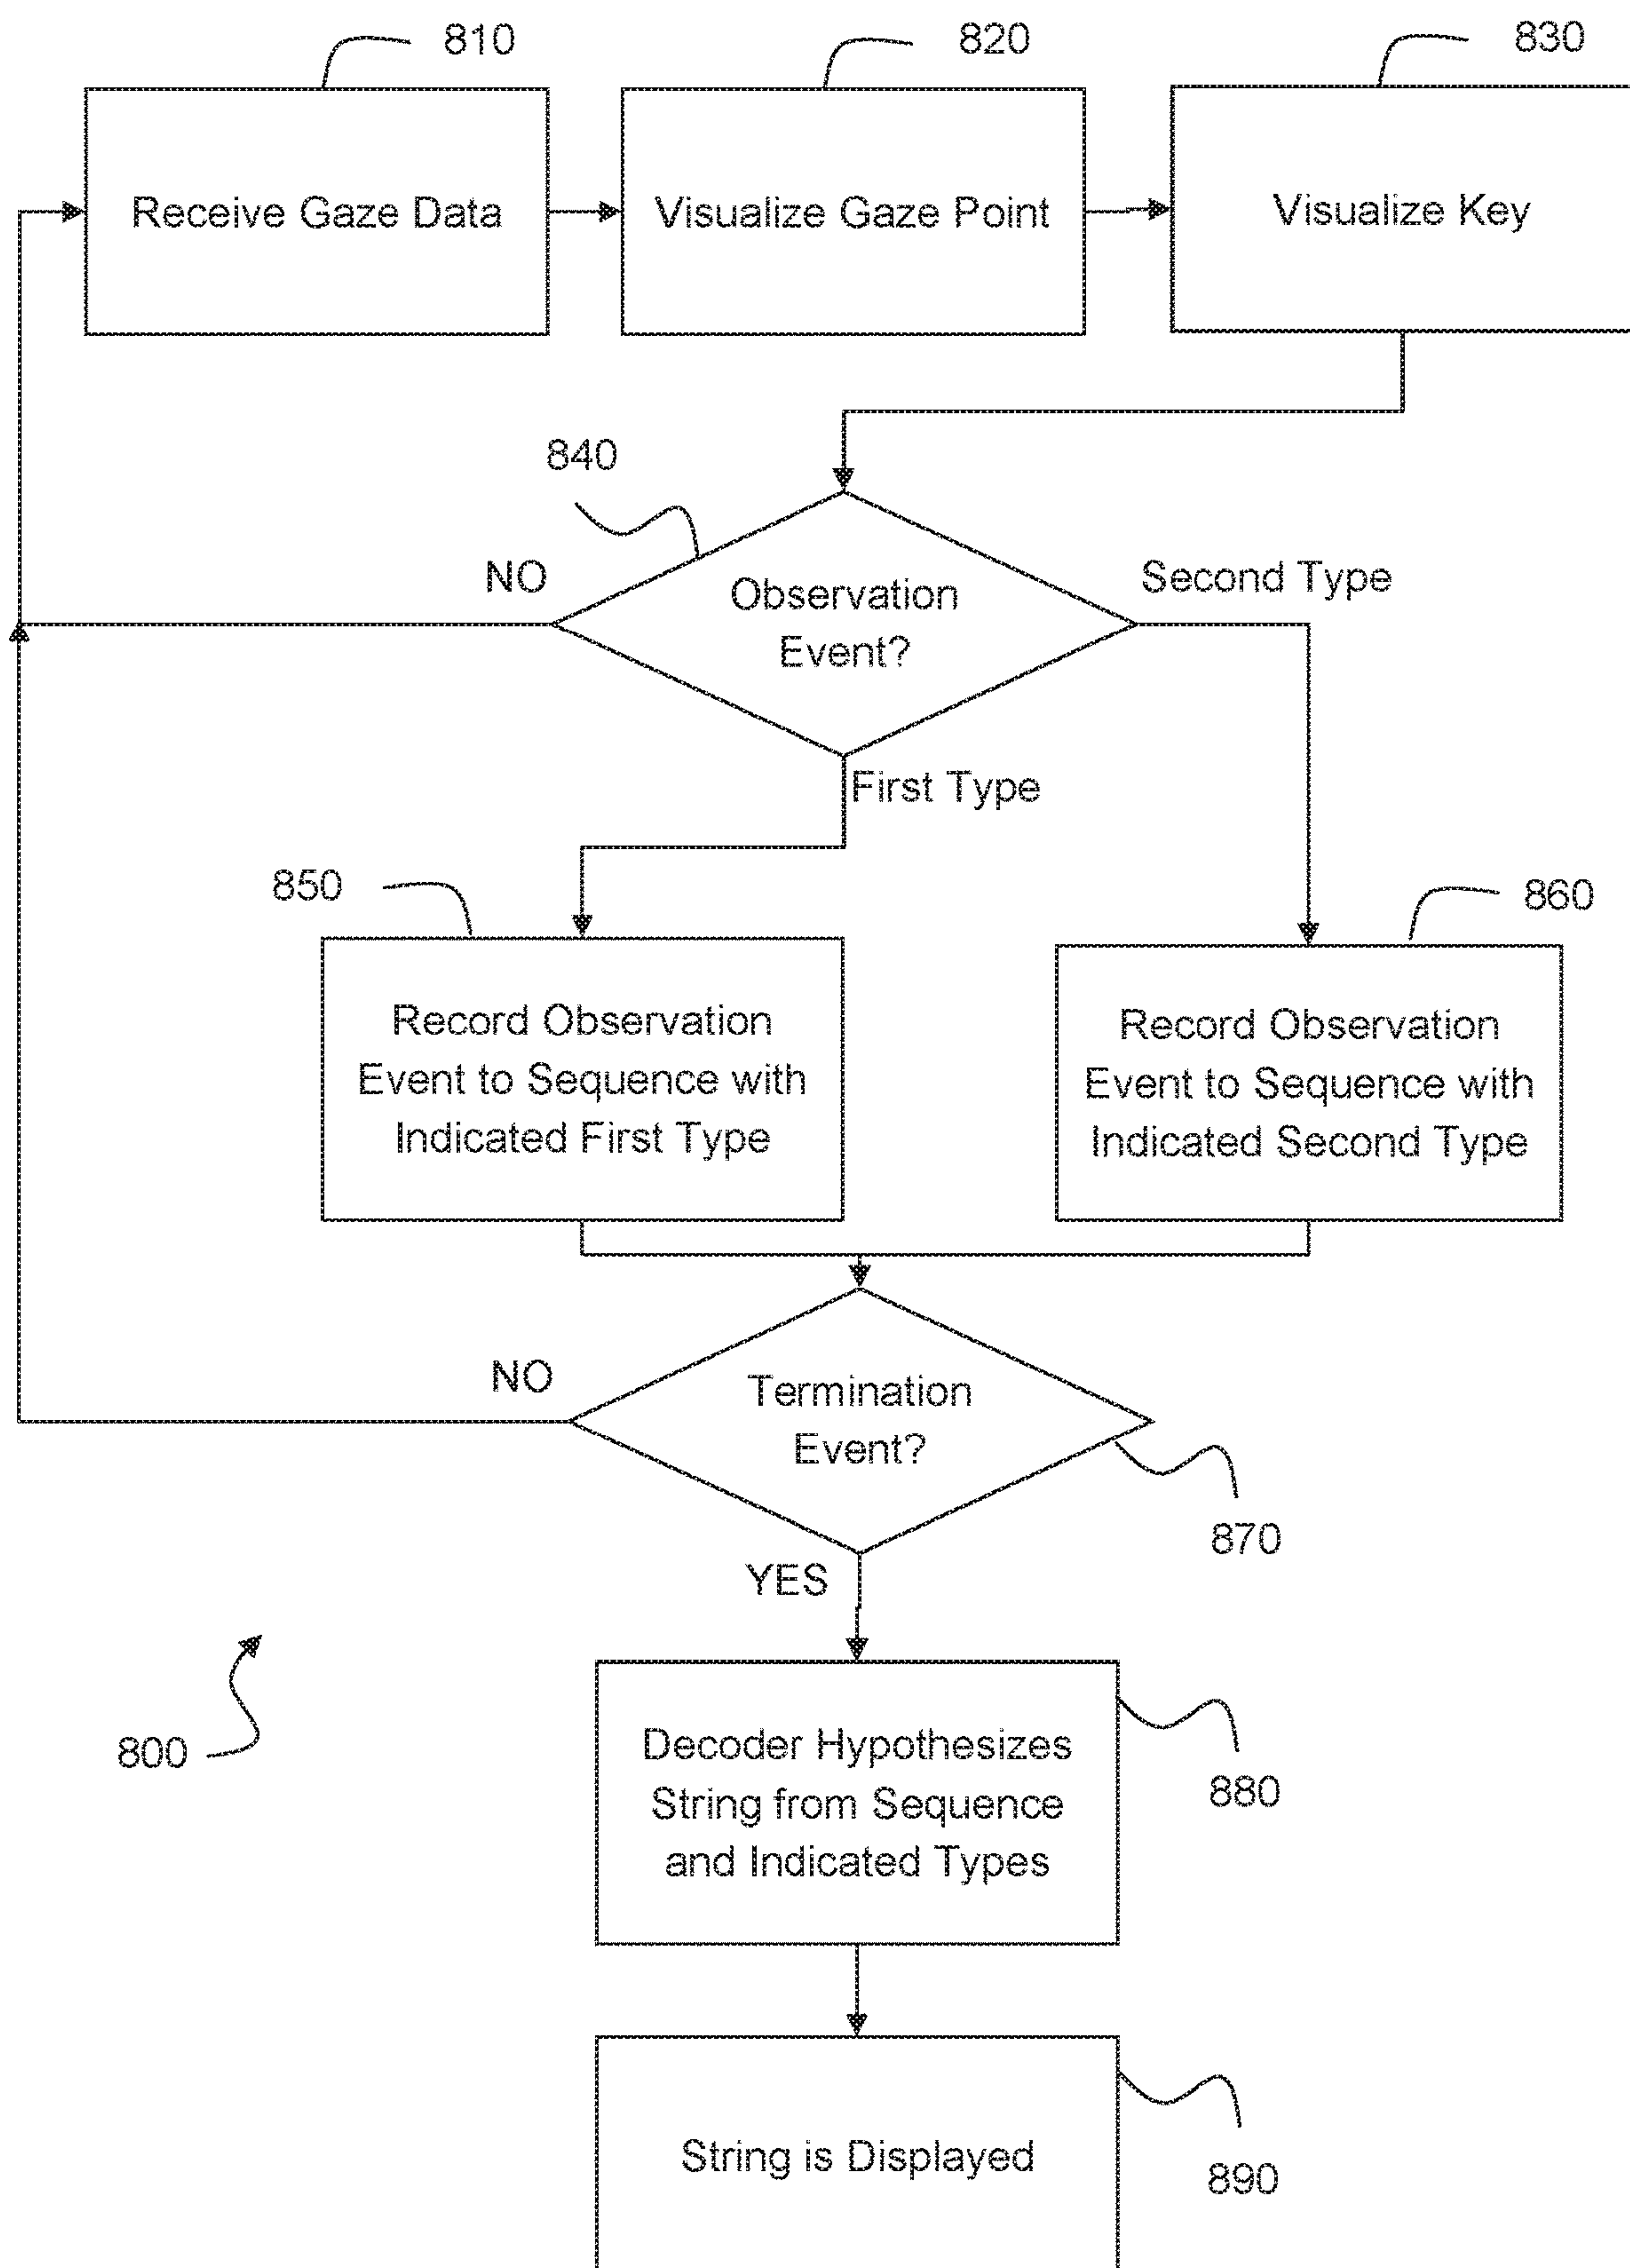 810
820
830
Receive Gaze Data
Visualize Gaze Point
Visualize Key
840
NO
Second Type
Observation
Event?
First Type
850
860
Record Observation
Event to Sequence with
Indicated First Type
Record Observation
Event to Sequence with
Indicated Second Type
NO
Termination
Event?
870
YES
800
Decoder Hypothesizes
String from Sequence
and Indicated Types
880
String is Displayed
890